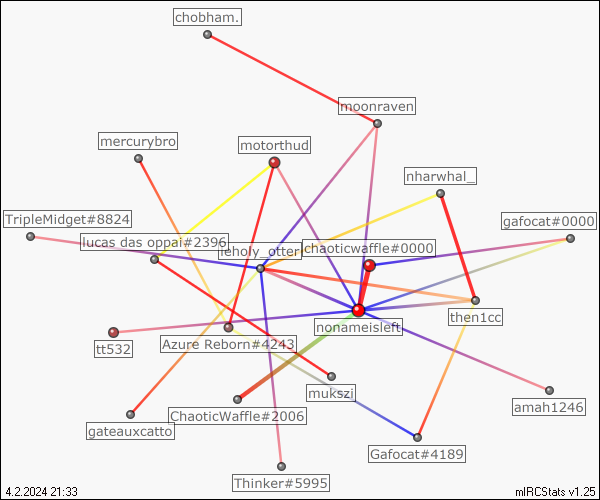 chobham.
moonraven
mercurybro
motorthud
nharwhal_
TripleMidget#8824
gafocat#0000
lucas das oppai#2396
leholy_otter
chaoticwaffle#0000
then1cc
nonameisleft
tt532
Azure Reborn#4243
mukszi
amah1246
ChaoticWaffle#2006
gateauxcatto
Gafocat#4189
Thinker#5995
4.2.2024 21:33
mIRCStats v1.25